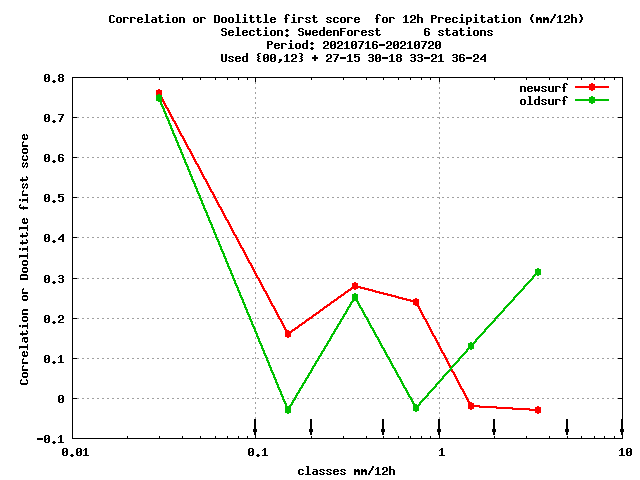 Correlation or Doolittle first score  for 12h Precipitation (mm/12h)
Selection: SwedenForest      6 stations
Period: 20210716-20210720
Used {00,12} + 27-15 30-18 33-21 36-24
newsurf
oldsurf
Correlation or Doolittle first score
0.8
0.7
0.6
0.5
0.4
0.3
0.2
0.1
0
-0.1
0.01
0.1
1
10
classes mm/12h